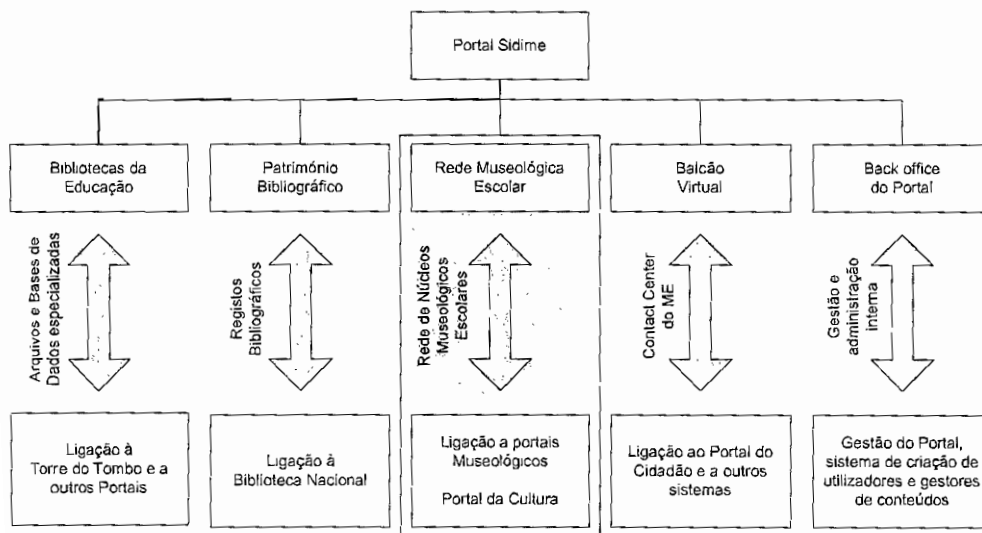 Portal Sidime
Bibliotecas da
Educação
Património
Bibliográfico
Rede Museológica
Escolar
Balcão
Virtual
Back office
do Portal
Arquivos e Bases de
Dados especializadas
Registos
Bibliográficos
Rede de Núcleos
Museológicos
Escolares
Contact Center
do ME
Gestão e
administração
Interna
Ligação à
Torre do Tombo e a
outros Portais
Ligação à
Biblioteca Nacional
Ligação a portais
Museológicos
Portal da Cultura
Ligação ao Portal do
Cidadão e a outros
sistemas
Gestão do Portal,
sistema de criação de
utilizadores e gestores
de conteúdos